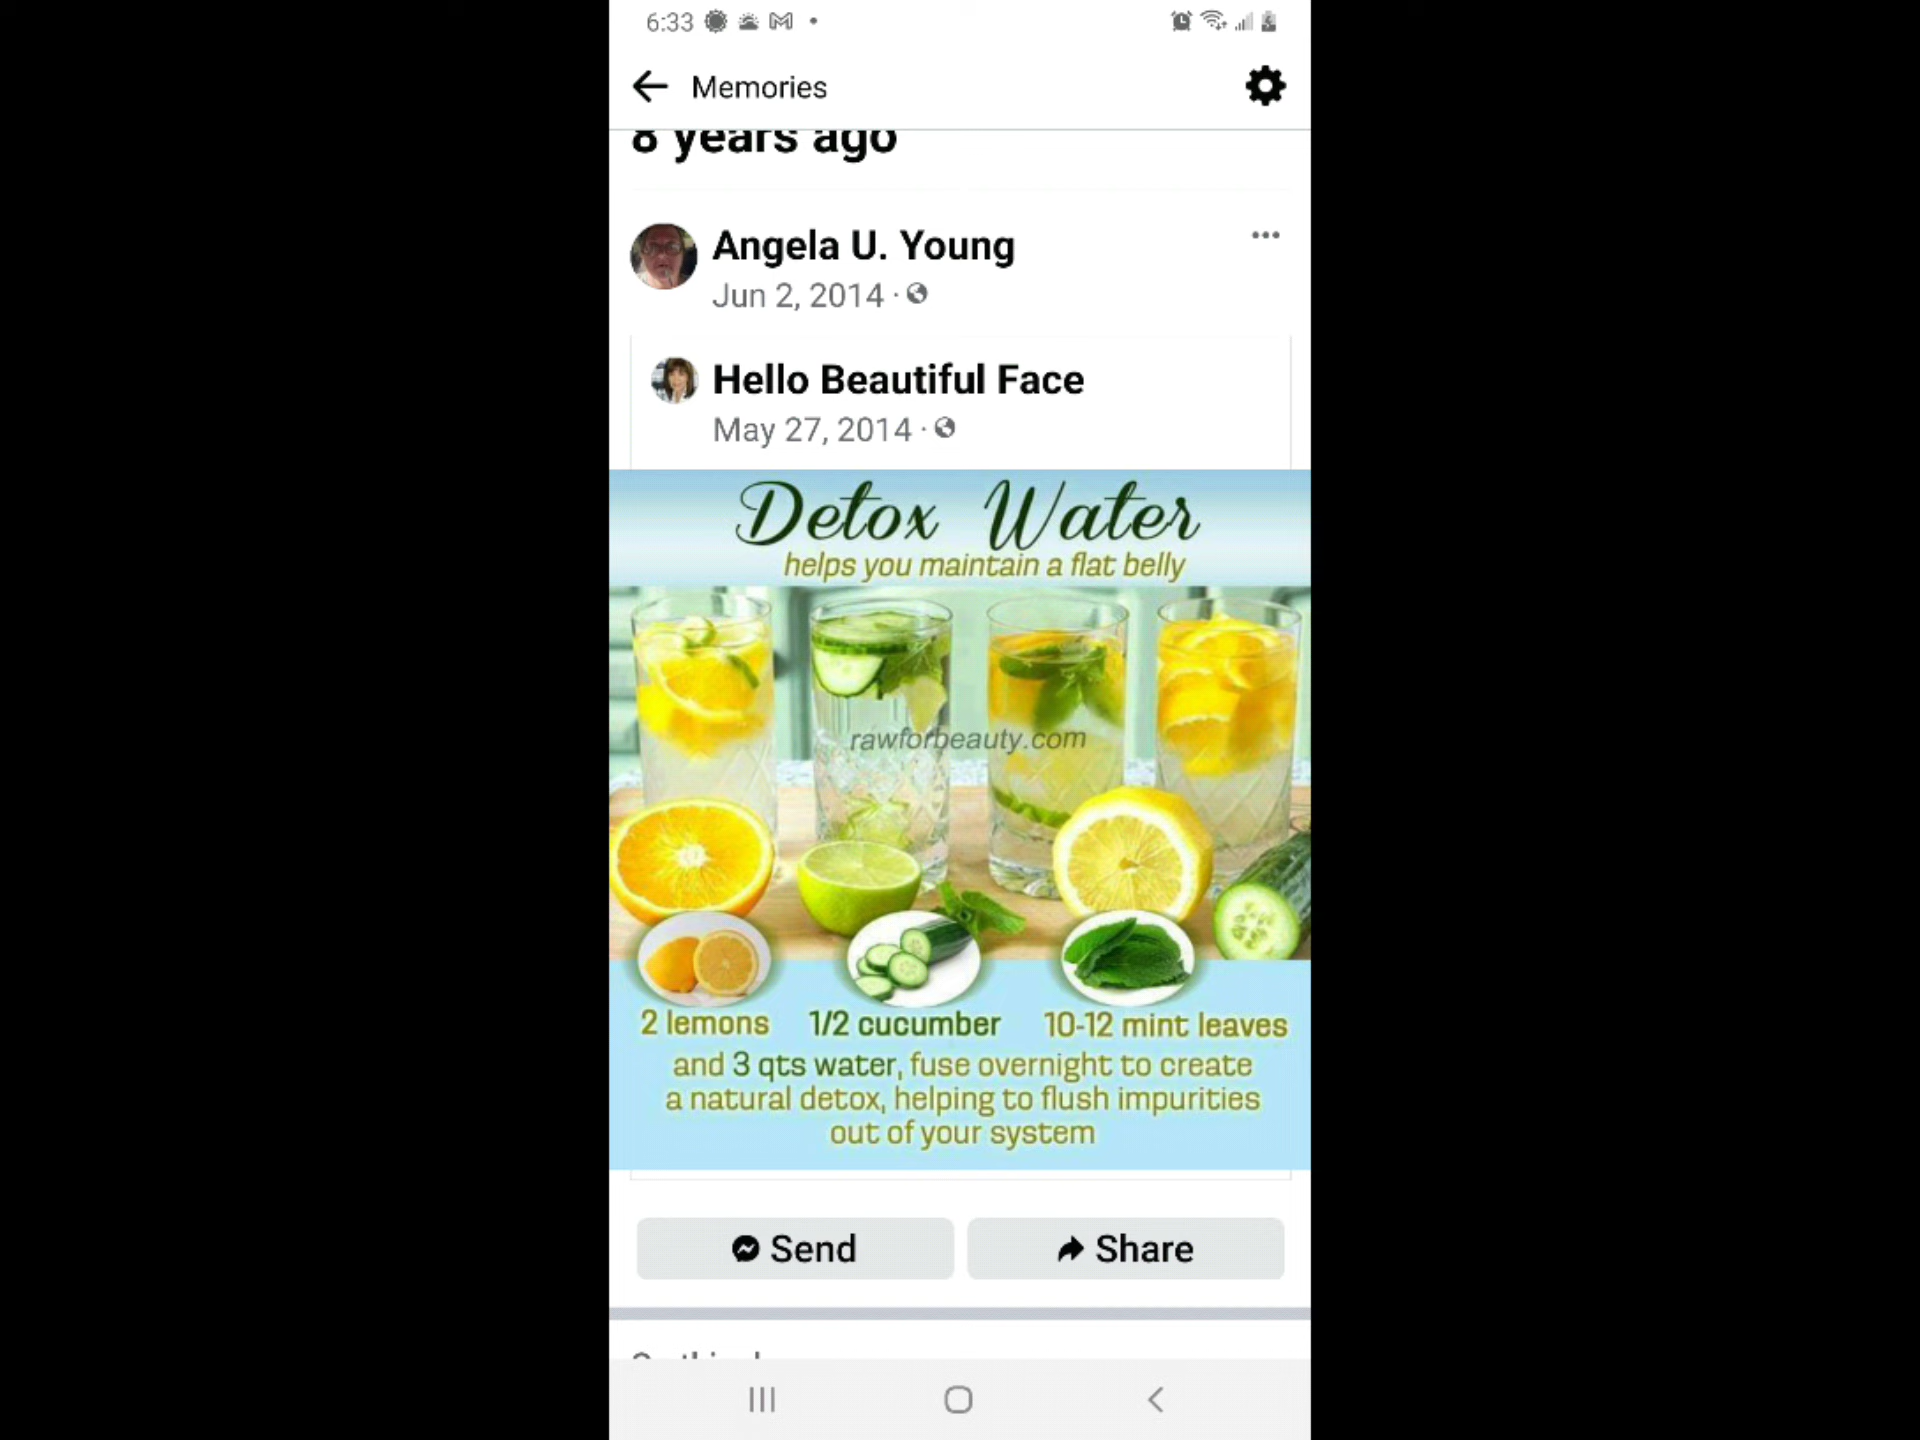 6:33
Memories
8 years ago
Angela U. Young
Jun 2, 2014 ·
Hello Beautiful Face
May 27, 2014 ·
Detox Water
helps you maintain a flat belly
rawforbeauty.com
2 lemons 1/2 cucumber 10-12 mint leaves
and 3 qts water, fuse overnight to create
a natural detox, helping to flush impurities
out of your system
Send Share